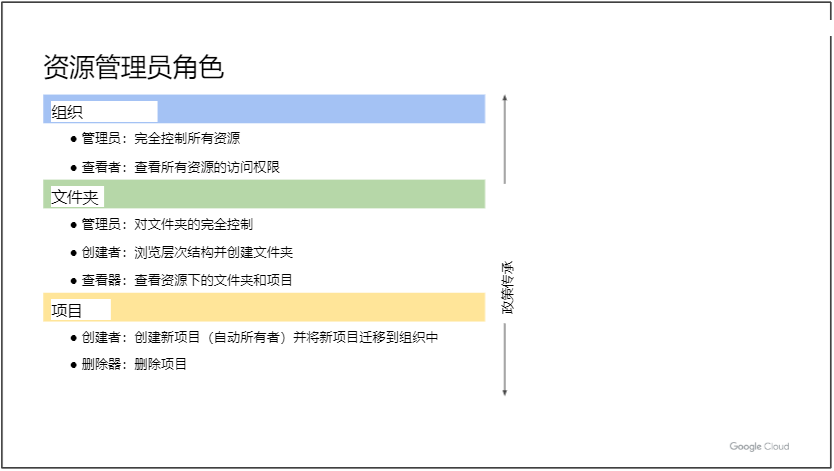 资源管理员角色
组织
● 管理员：完全控制所有资源
● 查看者：查看所有资源的访问权限
文件夹
● 管理员：对文件夹的完全控制
● 创建者：浏览层次结构并创建文件夹
● 查看器：查看资源下的文件夹和项目
项目
● 创建者：创建新项目（自动所有者）并将新项目迁移到组织中
● 删除器：删除项目
政策传承
Google Cloud